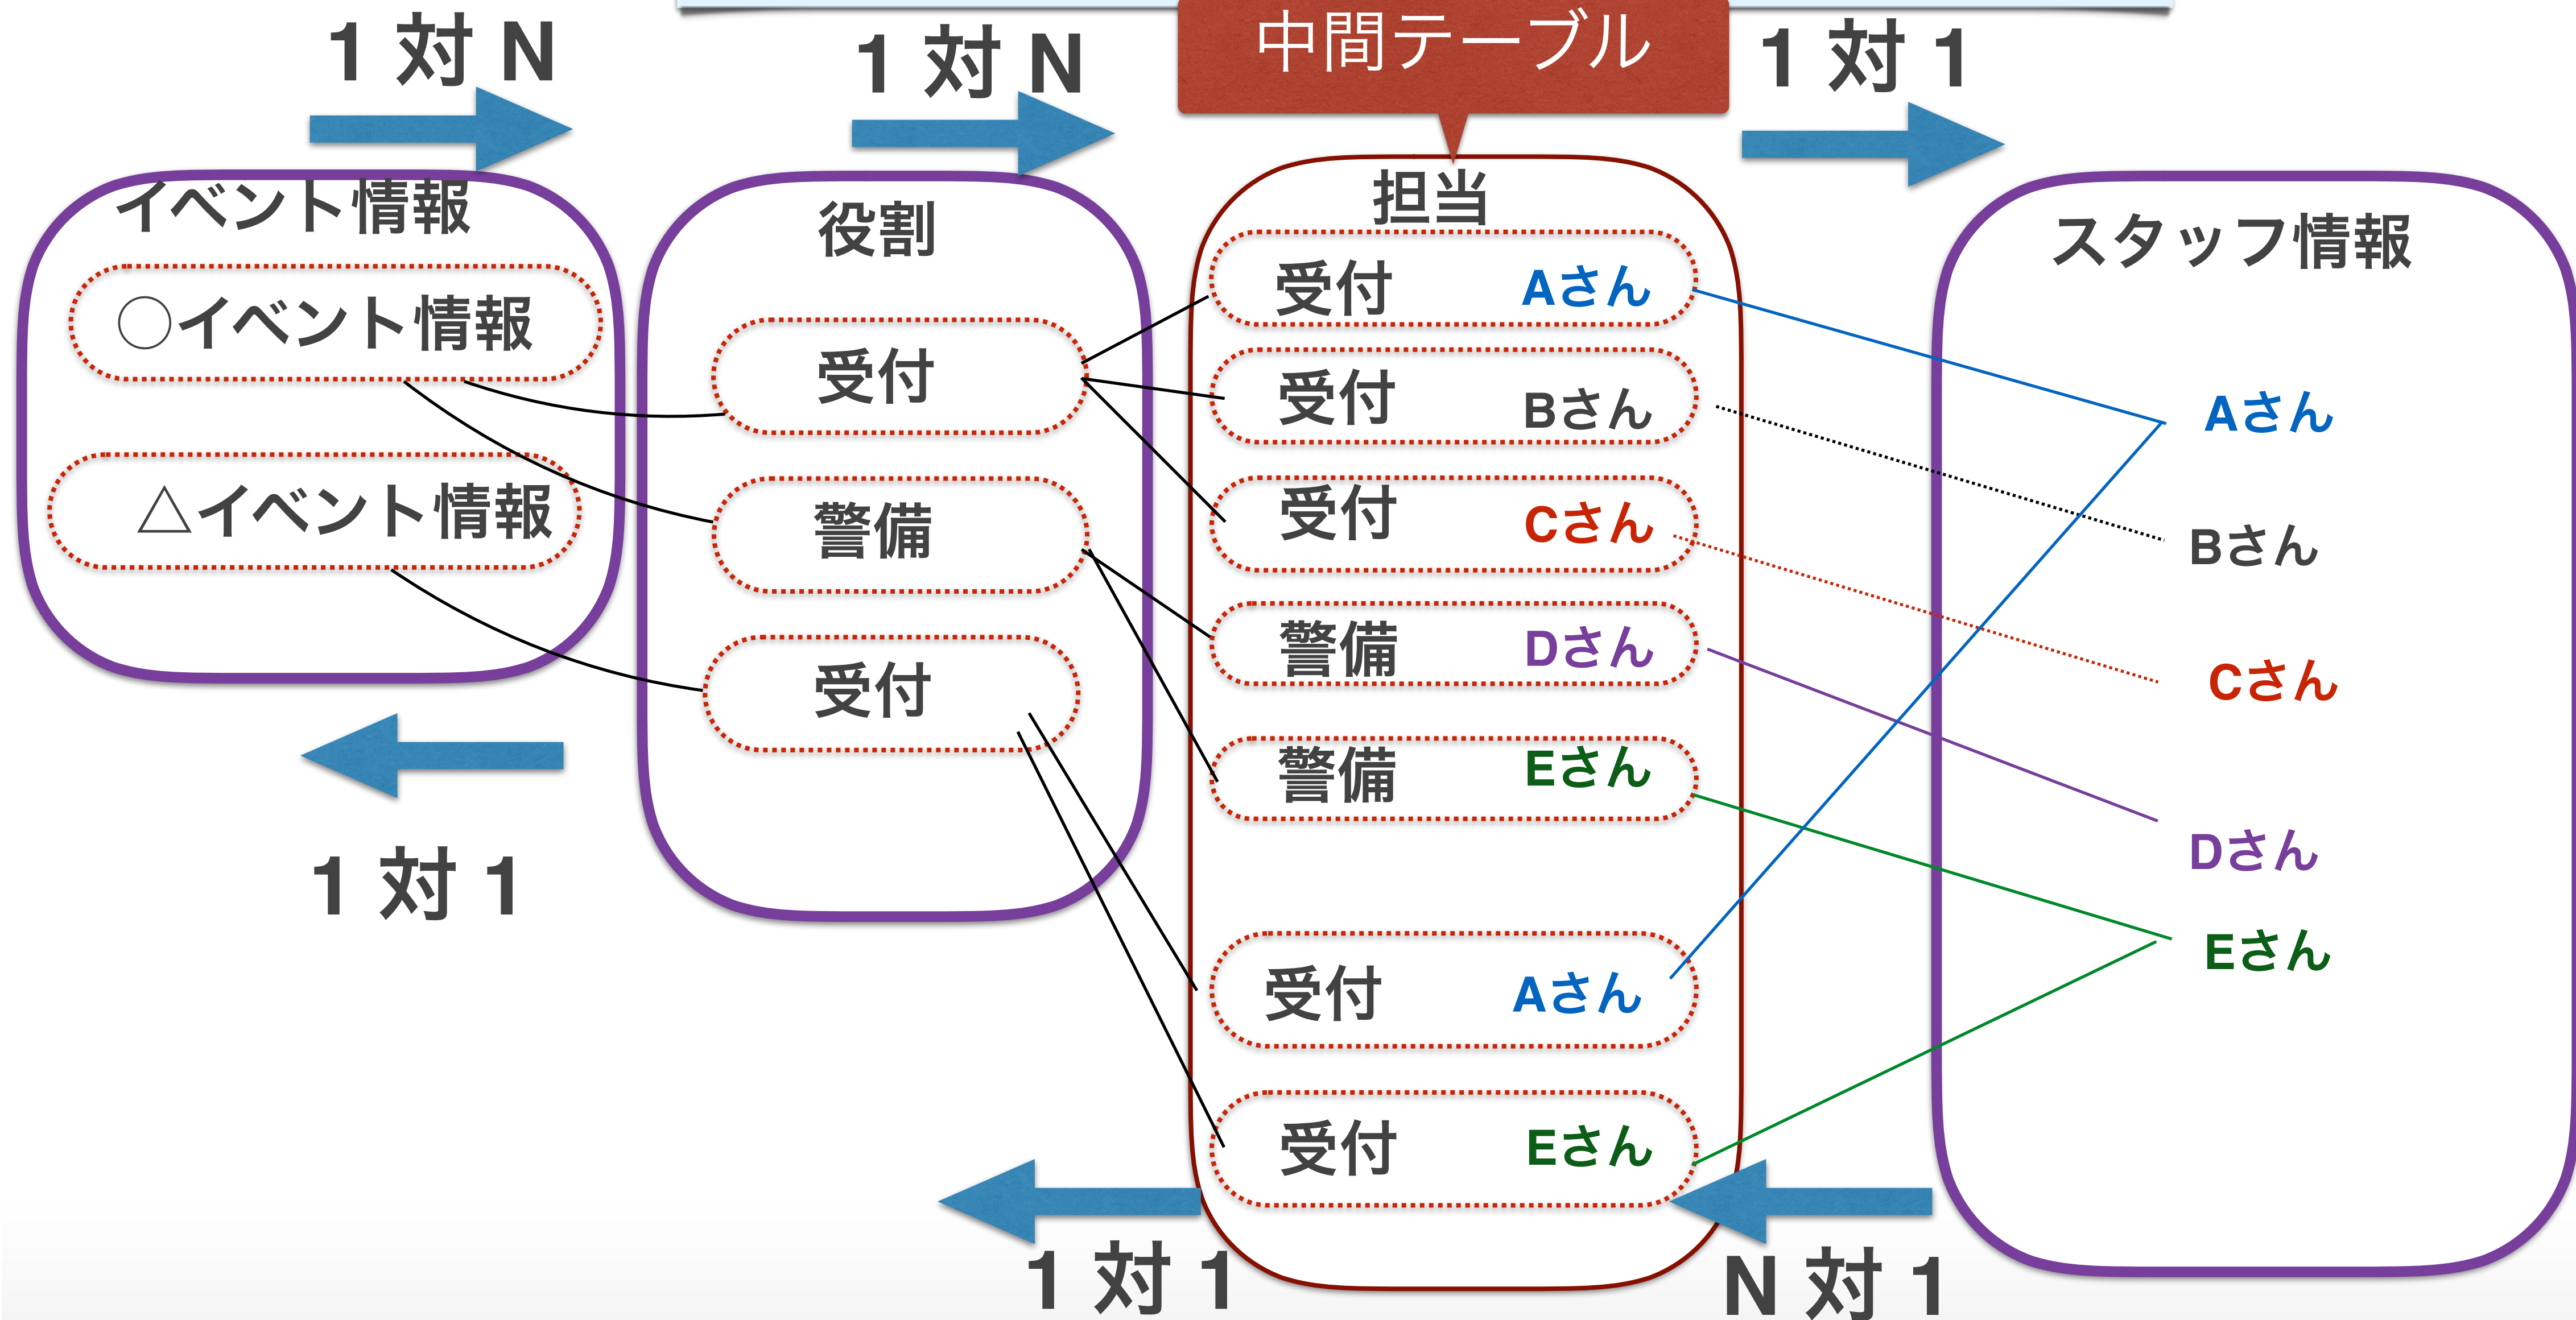 1 対 N
1 対 N
中間テーブル
1 対 1
イベント情報
◯イベント情報
△イベント情報
1 対 1
役割
受付
警備
受付
担当
受付 Aさん
受付 Bさん
受付 Cさん
警備 Dさん
警備 Eさん
受付 Aさん
受付 Eさん
1 対 1
スタッフ情報
Aさん
Bさん
Cさん
Dさん
Eさん
N 対 1